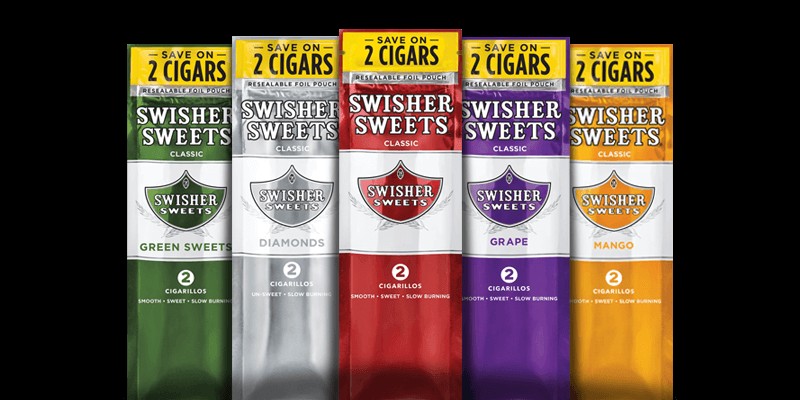 — SAVE ON —
2 CIGARS
RESEALABLE FOIL POUCH
SWISHER
SWEETS
CLASSIC
SWISHER
SWEETS
GREEN SWEETS
2
CIGARILLOS
SMOOTH • SWEET • SLOW BURNING
— SAVE ON —
2 CIGARS
RESEALABLE FOIL POUCH
SWISHER
SWEETS
CLASSIC
SWISHER
SWEETS
DIAMONDS
2
CIGARILLOS
UN-SWEET • SLOW BURNING
— SAVE ON —
2 CIGARS
RESEALABLE FOIL POUCH
SWISHER
SWEETS
CLASSIC
SWISHER
SWEETS
2
CIGARILLOS
SMOOTH • SWEET • SLOW BURNING
— SAVE ON —
2 CIGARS
RESEALABLE FOIL POUCH
SWISHER
SWEETS
CLASSIC
SWISHER
SWEETS
GRAPE
2
CIGARILLOS
SMOOTH • SWEET • SLOW BURNING
— SAVE ON —
2 CIGARS
RESEALABLE FOIL POUCH
SWISHER
SWEETS
CLASSIC
SWISHER
SWEETS
MANGO
2
CIGARILLOS
SMOOTH • SWEET • SLOW BURNING